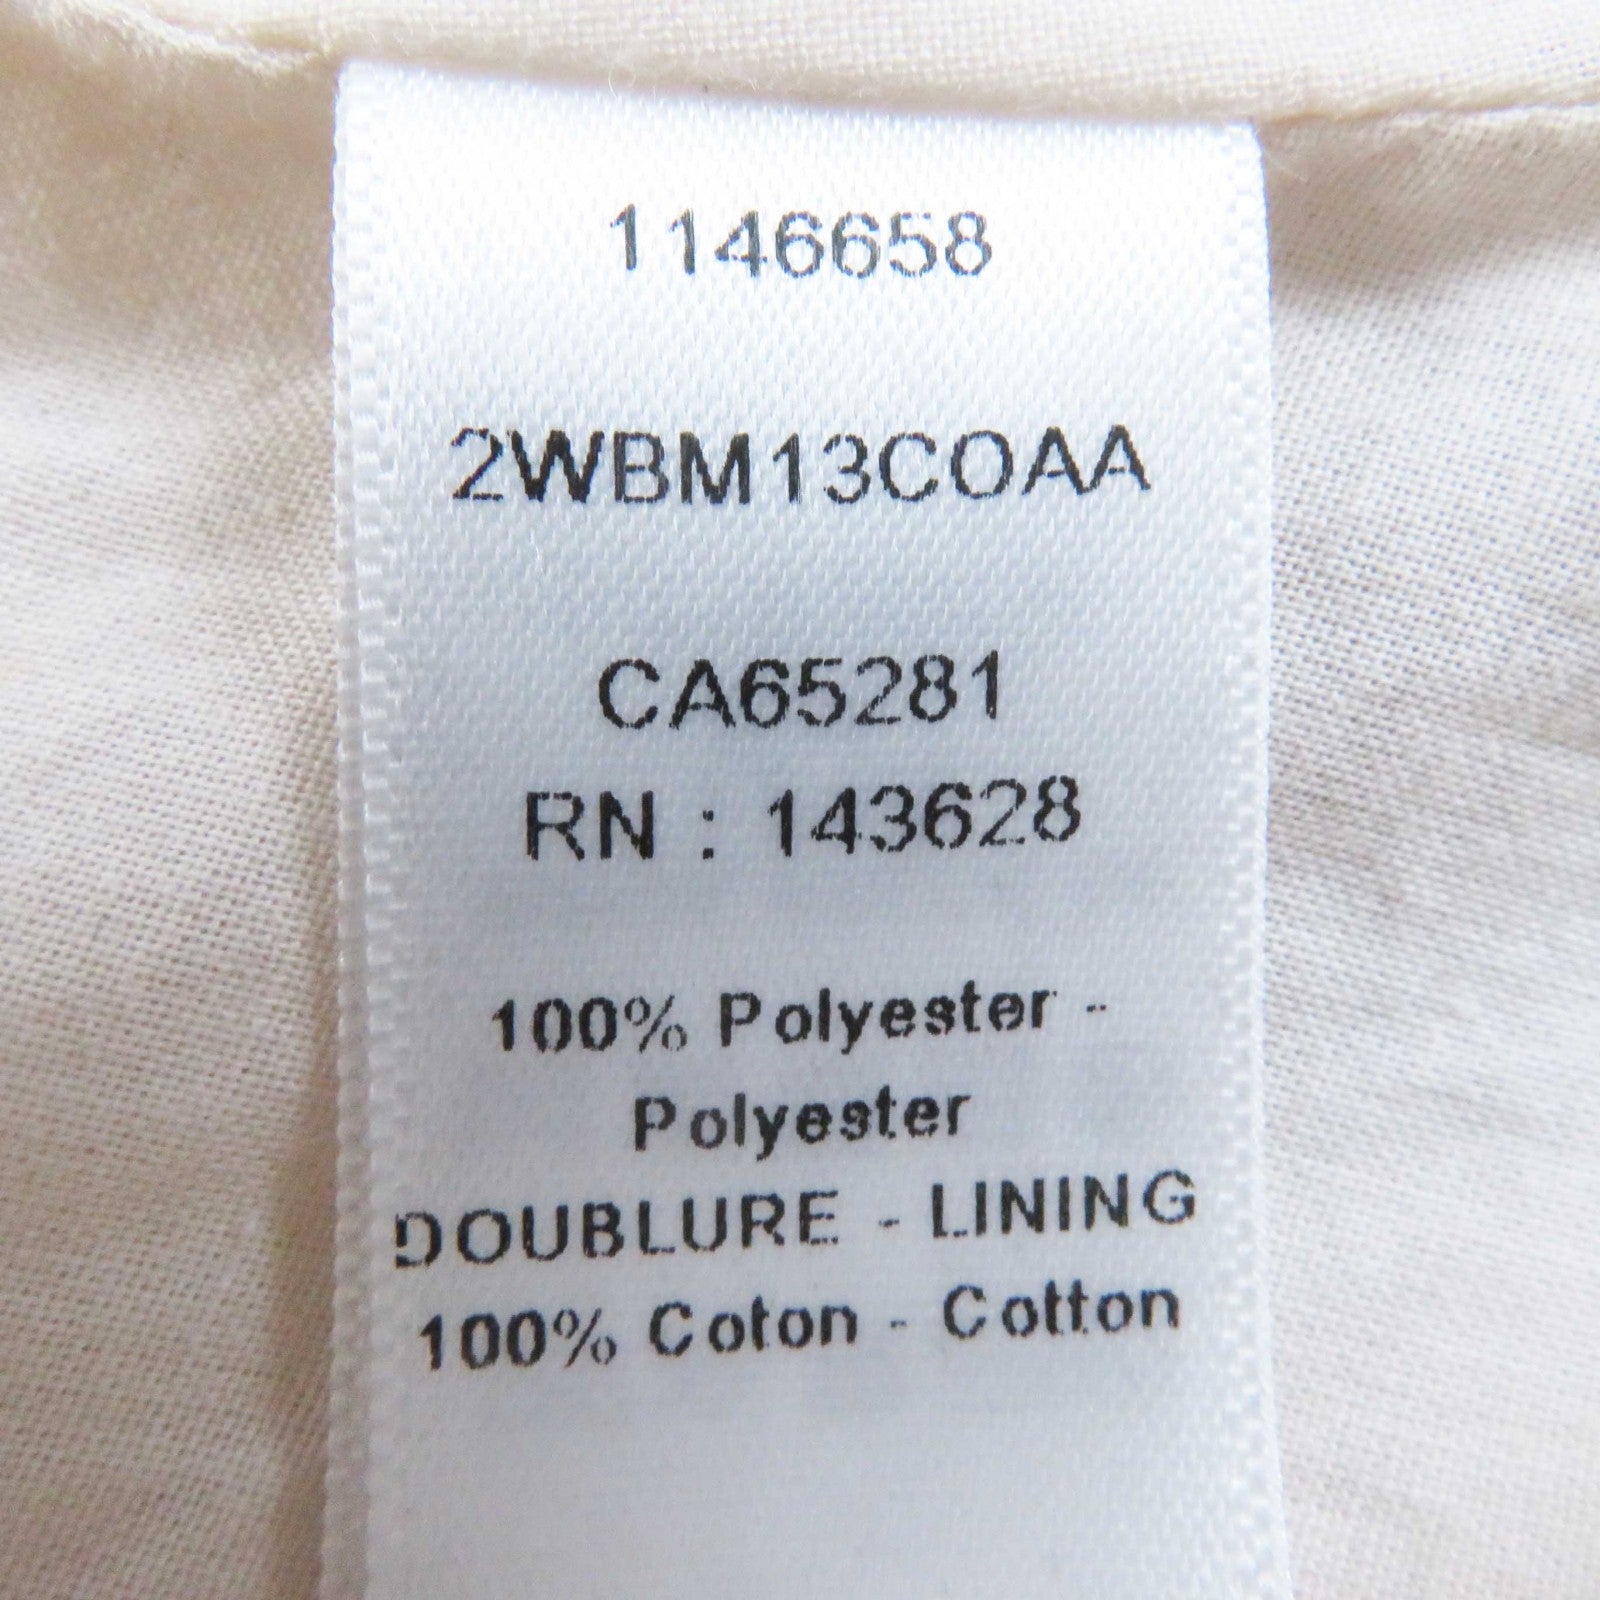 1146658
2WBM13COAA
CA65281
RN : 143628
100% Polyester -
Polyester
DOUBLURE - LINING
100% Coton - Cotton